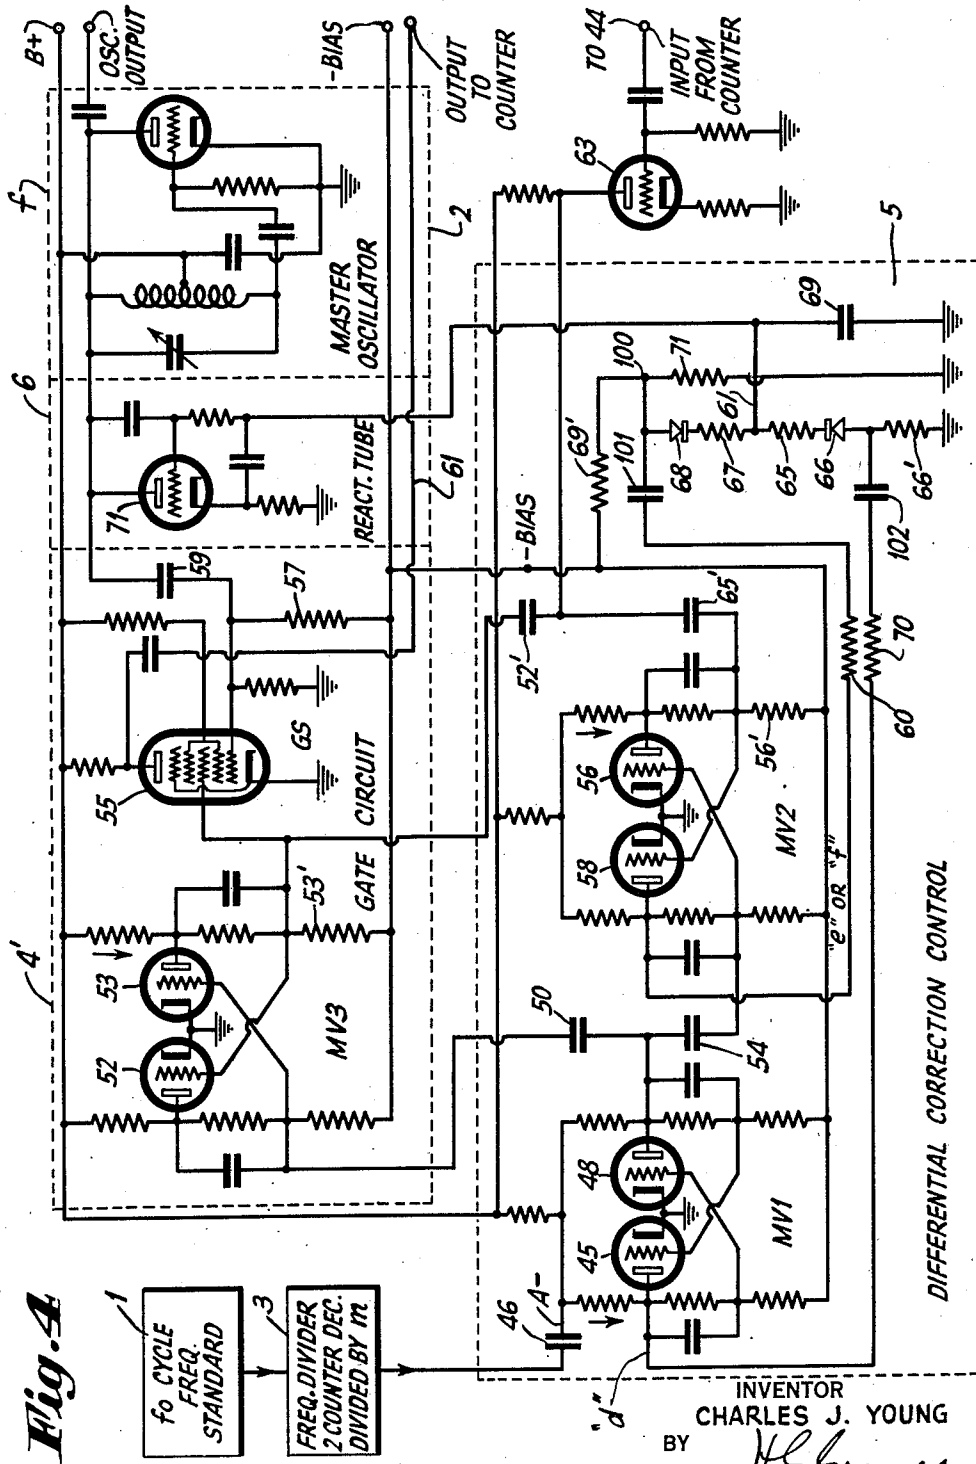 Fig. 4
1
fo CYCLE
FREQ.
STANDARD
3
FREQ. DIVIDER
2 COUNTER DEC.
DIVIDED BY m
4'
52
53
MV3
53'
GATE CIRCUIT
55
GS
57
59
6
71
REACT. TUBE
61
f
MASTER
OSCILLATOR
2
B+
OSC.
OUTPUT
-BIAS
OUTPUT
TO
COUNTER
TO 44
INPUT
FROM
COUNTER
63
46
A-
"d"
45
48
MV1
50
54
58
56
MV2
56'
52'
65'
-BIAS
"e" OR "f"
60
70
69'
101
100
68
67
61
71
65
66
66'
102
69
5
DIFFERENTIAL CORRECTION CONTROL
INVENTOR
CHARLES J. YOUNG
BY